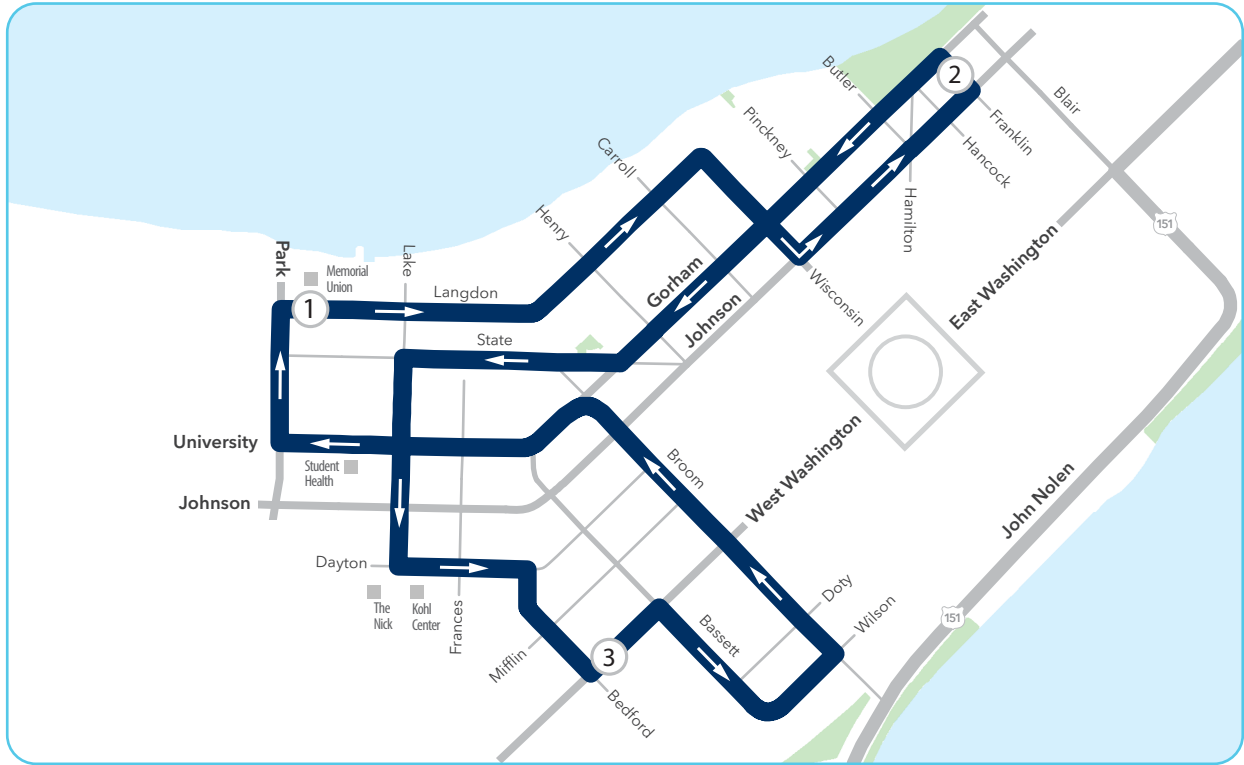 Butler
2
Blair
Pinckney
Franklin
Carroll
Hancock
Hamilton
Henry
151
Park
Lake
Memorial
Union
East Washington
Gorham
Wisconsin
Langdon
1
Johnson
State
University
Student
Health
Broom
West Washington
Johnson
John Nolen
Dayton
The
Nick
Kohl
Center
Frances
Doty
Wilson
151
Bassett
Mifflin
3
Bedford